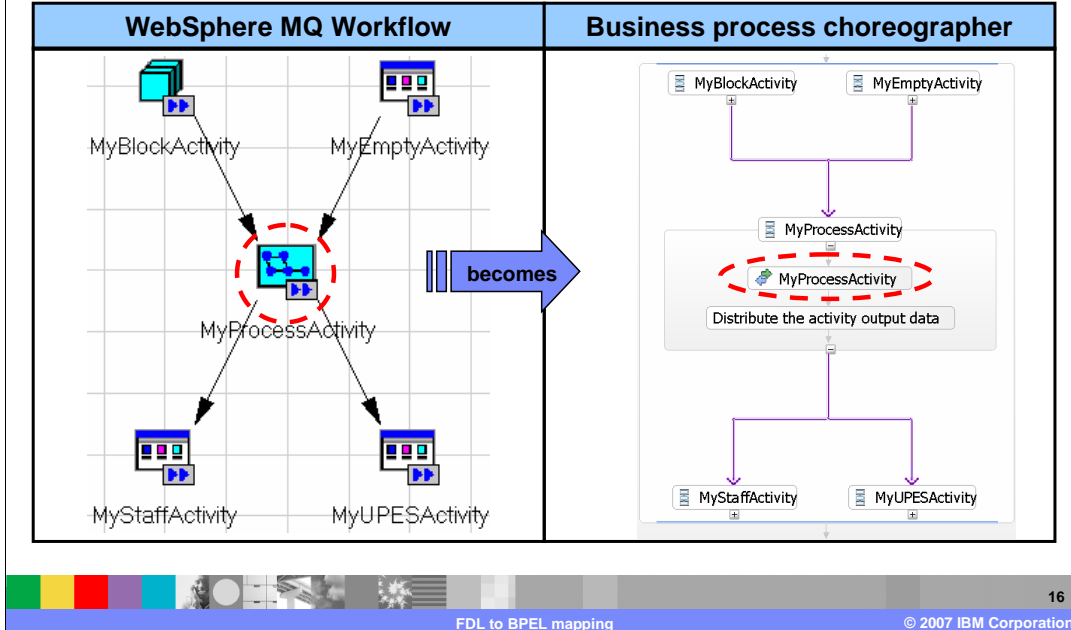 WebSphere MQ Workflow
Business process choreographer
MyBlockActivity
MyEmptyActivity
MyProcessActivity
MyStaffActivity
MyUPESActivity
becomes
MyBlockActivity
MyEmptyActivity
MyProcessActivity
MyProcessActivity
Distribute the activity output data
MyStaffActivity
MyUPESActivity
16
FDL to BPEL mapping
© 2007 IBM Corporation